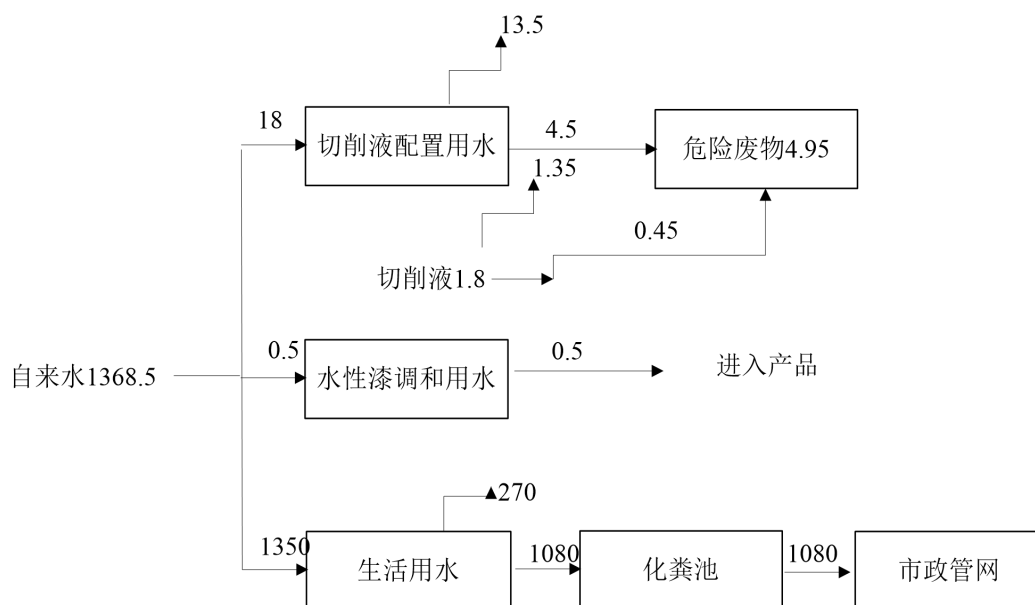 13.5
18
切削液配置用水
4.5
危险废物4.95
1.35
0.45
切削液1.8
自来水1368.5
0.5
水性漆调和用水
0.5
进入产品
270
1350
生活用水
1080
化粪池
1080
市政管网